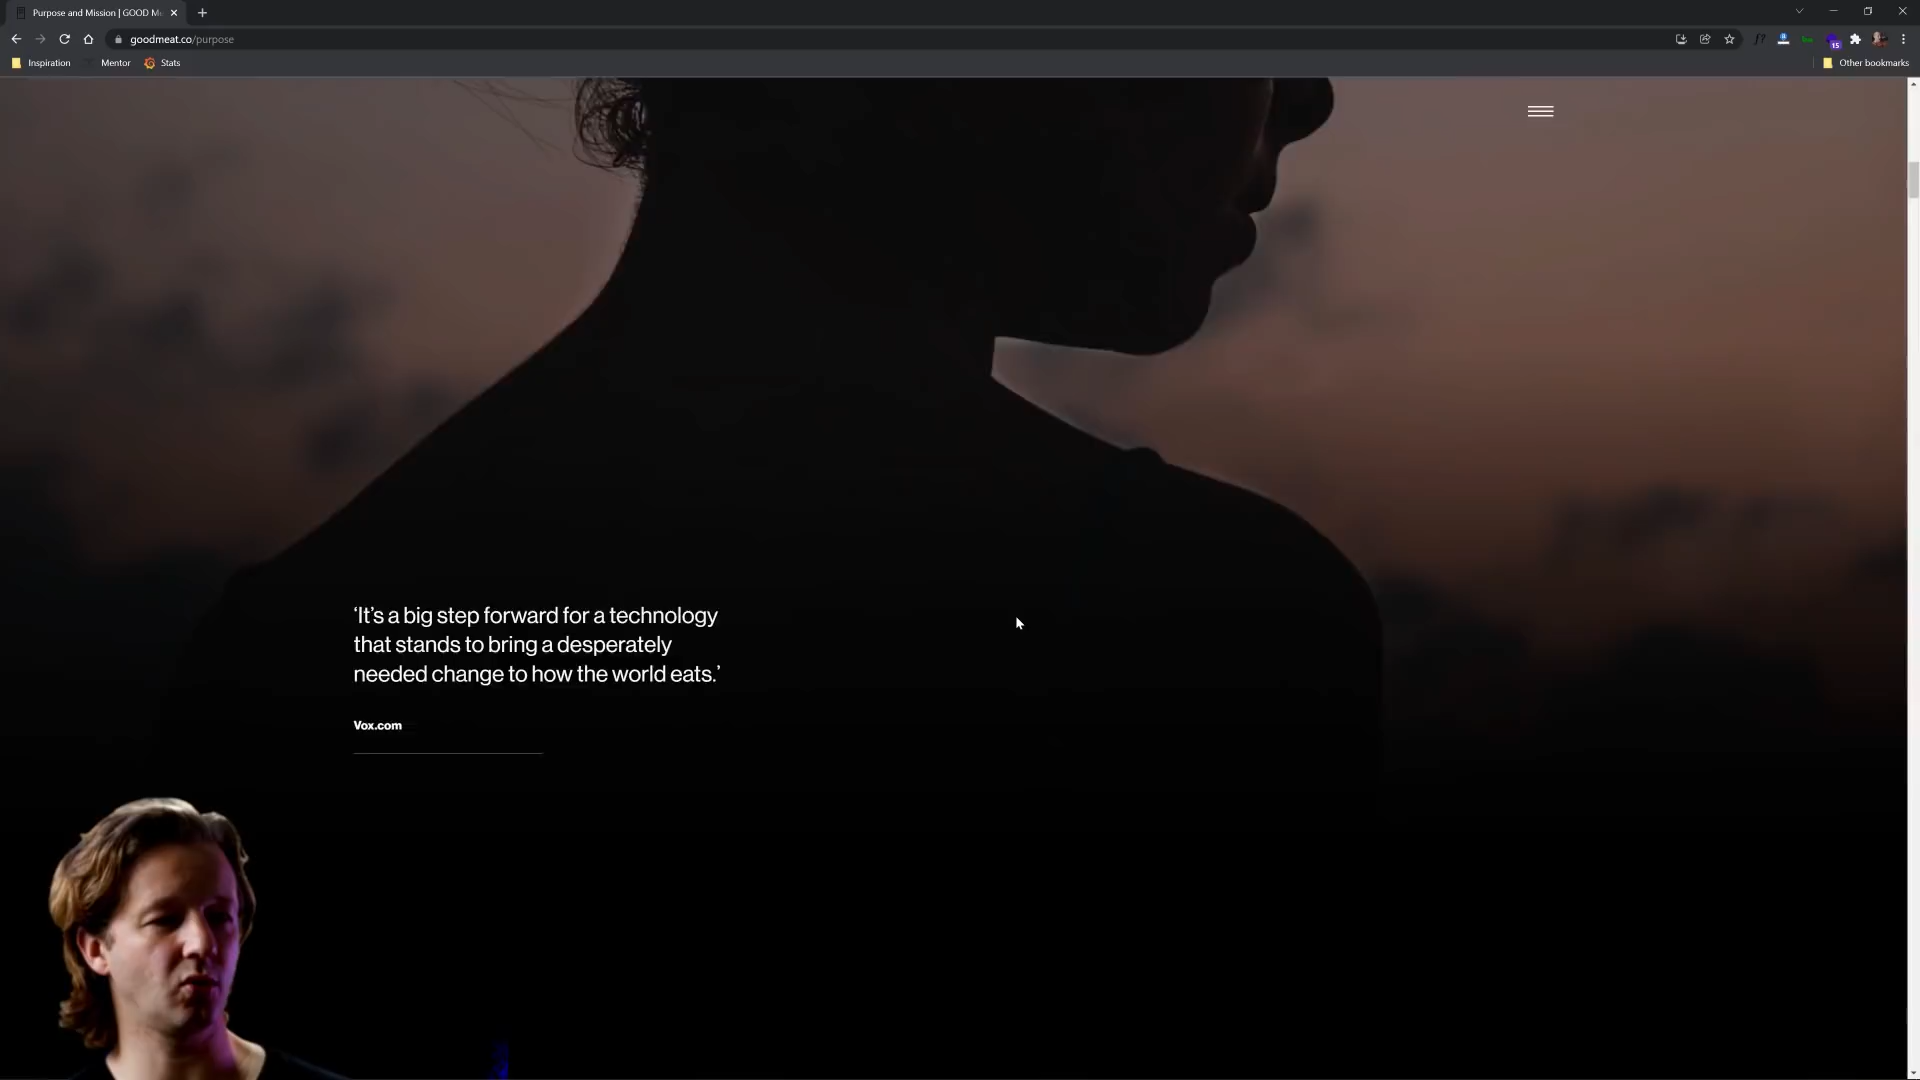 Purpose and Mission | GOOD M
goodmeat.co/purpose
Inspiration
Mentor
Stats
15
Other bookmarks
‘It’s a big step forward for a technology
that stands to bring a desperately
needed change to how the world eats.’
Vox.com